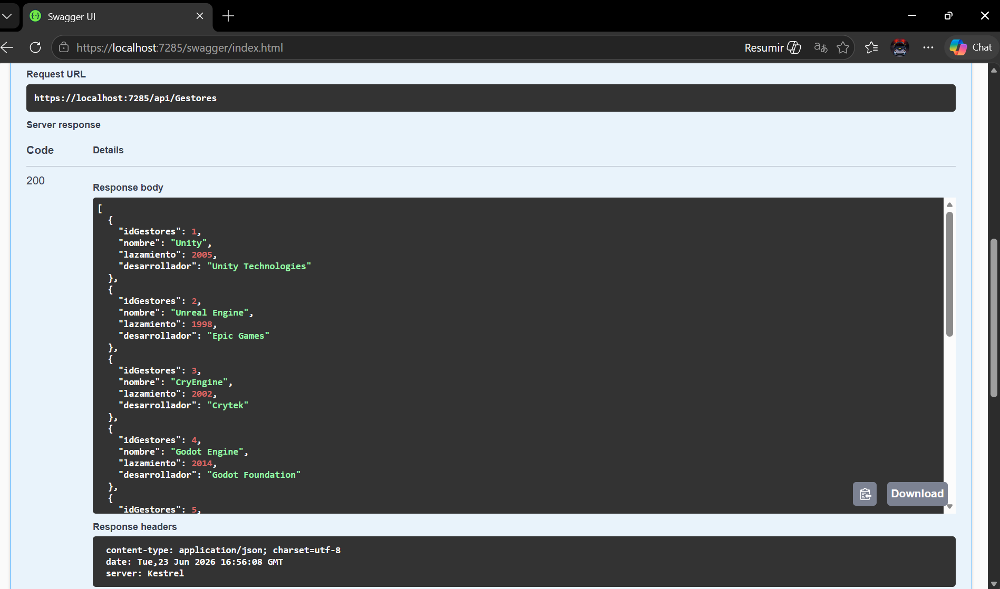 Swagger UI
https://localhost:7285/swagger/index.html
Resumir
Chat
Request URL
https://localhost:7285/api/Gestores
Server response
Code Details
200
Response body
[
{
"idGestores": 1,
"nombre": "Unity",
"lazamiento": 2005,
"desarrollador": "Unity Technologies"
},
{
"idGestores": 2,
"nombre": "Unreal Engine",
"lazamiento": 1998,
"desarrollador": "Epic Games"
},
{
"idGestores": 3,
"nombre": "CryEngine",
"lazamiento": 2002,
"desarrollador": "Crytek"
},
{
"idGestores": 4,
"nombre": "Godot Engine",
"lazamiento": 2014,
"desarrollador": "Godot Foundation"
},
{
"idGestores": 5,
Download
Response headers
content-type: application/json; charset=utf-8
date: Tue,23 Jun 2026 16:56:08 GMT
server: Kestrel